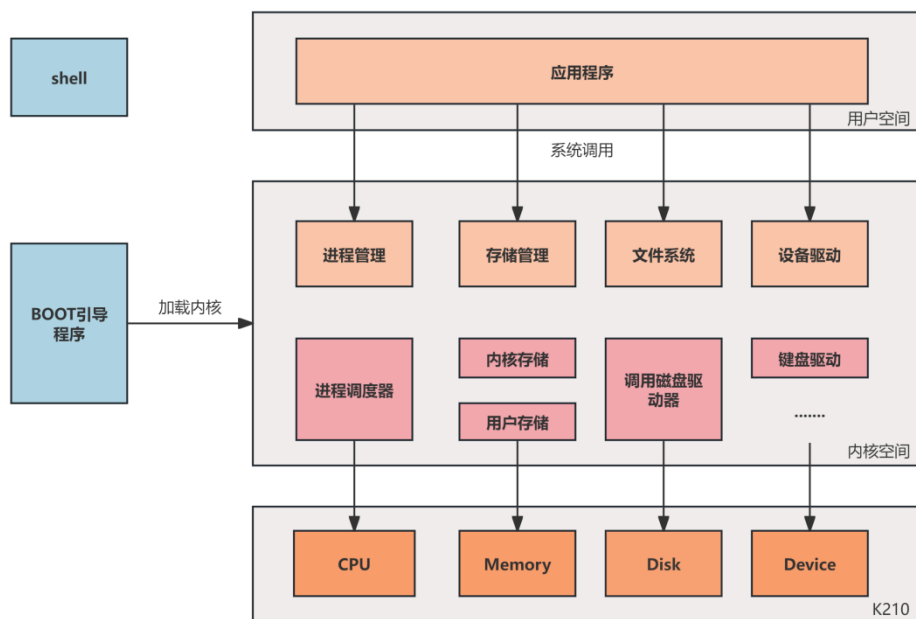 shell
应用程序
用户空间
系统调用
进程管理
存储管理
文件系统
设备驱动
BOOT引导
程序
加载内核
进程调度器
内核存储
用户存储
调用磁盘驱
动器
键盘驱动
.......
内核空间
CPU
Memory
Disk
Device
K210